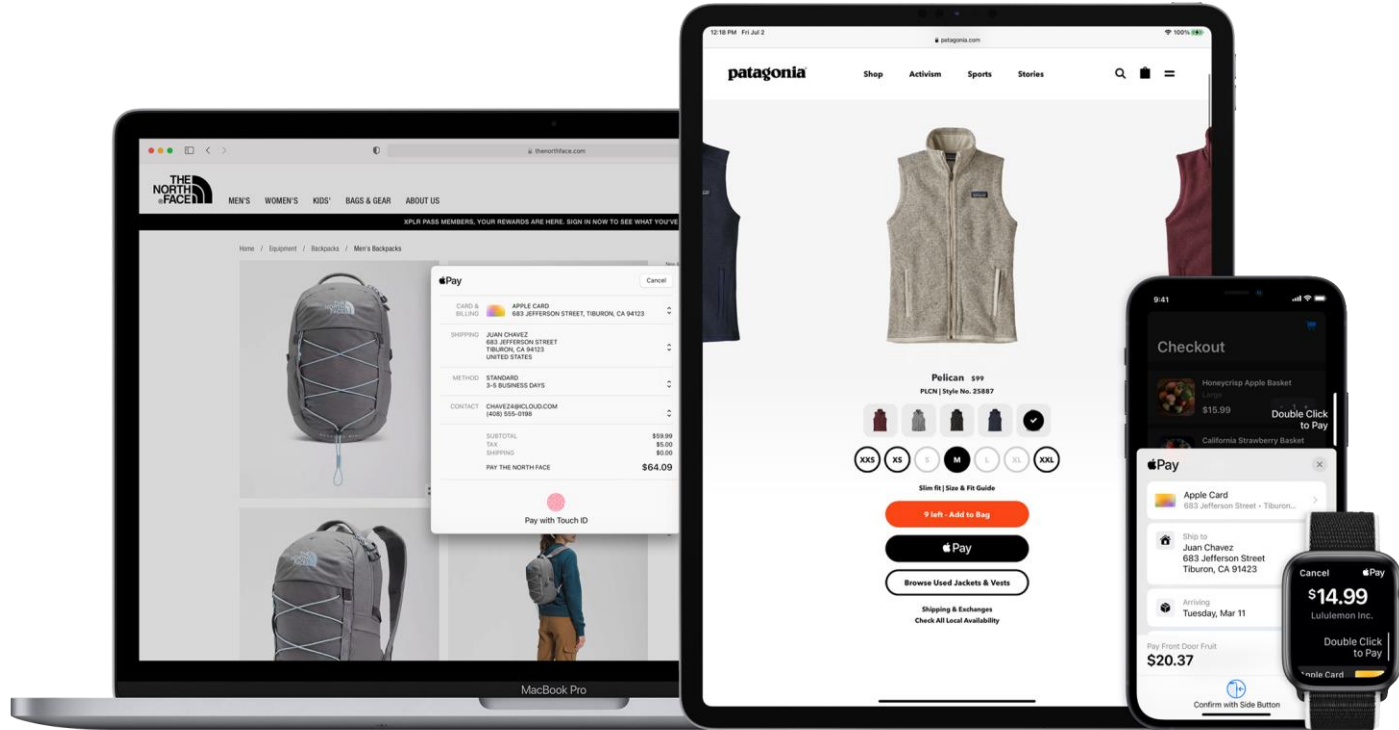 thenorthface.com
THE
NORTH
FACE
MEN'S WOMEN'S KIDS' BAGS & GEAR ABOUT US
XPLR PASS MEMBERS, YOUR REWARDS ARE HERE. SIGN IN NOW TO SEE WHAT YOU'VE
Home / Equipment / Backpacks / Men's Backpacks
Pay
Cancel
CARD & BILLING
APPLE CARD
683 JEFFERSON STREET, TIBURON, CA 94123
SHIPPING
JUAN CHAVEZ
683 JEFFERSON STREET
TIBURON, CA 94123
UNITED STATES
METHOD
STANDARD
3-5 BUSINESS DAYS
CONTACT
CHAVEZ4@ICLOUD.COM
(408) 555-0198
SUBTOTAL $59.99
TAX $5.00
SHIPPING $0.00
PAY THE NORTH FACE $64.09
Pay with Touch ID
MacBook Pro
12:18 PM Fri Jul 2
patagonia.com
100%
patagonia
Shop Activism Sports Stories
Pelican $99
PLCN | Style No. 25887
XXS XS S M L XL XXL
Slim fit | Size & Fit Guide
9 left - Add to Bag
Pay
Browse Used Jackets & Vests
Shipping & Exchanges
Check All Local Availability
9:41
Checkout
Honeycrisp Apple Basket
Large
$15.99
1
Double Click
to Pay
California Strawberry Basket
Pay
Apple Card
683 Jefferson Street • Tiburon...
Ship to
Juan Chavez
683 Jefferson Street
Tiburon, CA 91423
Arriving
Tuesday, Mar 11
Pay Front Door Fruit
$20.37
Confirm with Side Button
Cancel Pay
$14.99
Lululemon Inc.
Double Click
to Pay
Apple Card